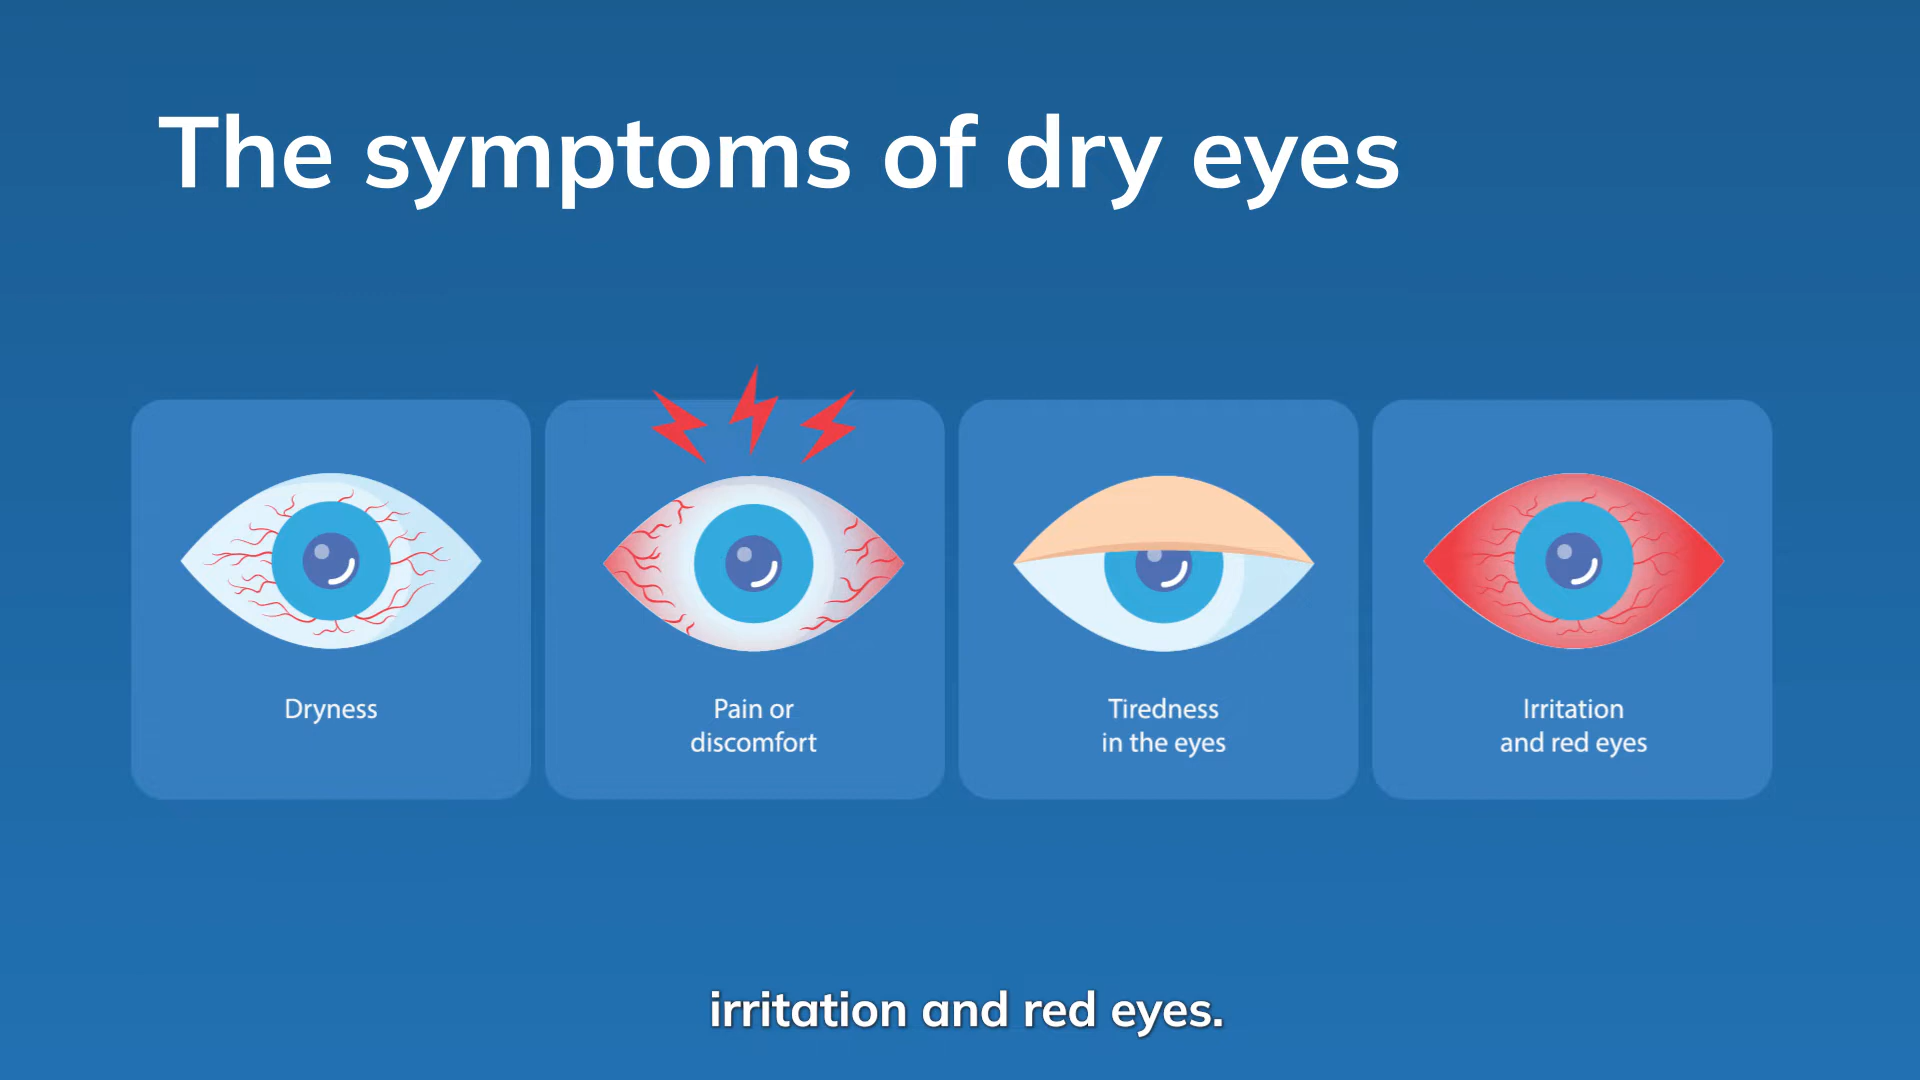 The symptoms of dry eyes
Dryness
Pain or
discomfort
Tiredness
in the eyes
Irritation
and red eyes
irritation and red eyes.